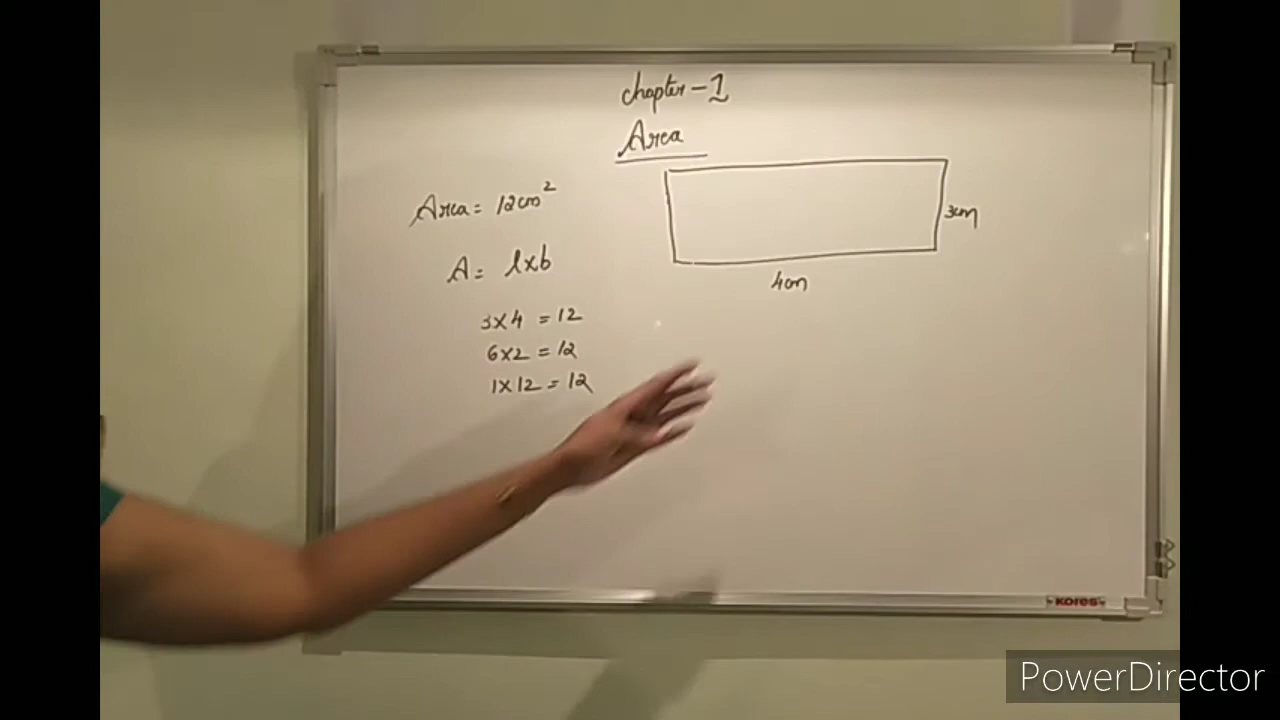 Chapter-1
Area
Area = 12cm²
A = l×b
3×4 = 12
6×2 = 12
1×12 = 12
3cm
4cm
KORES
PowerDirector